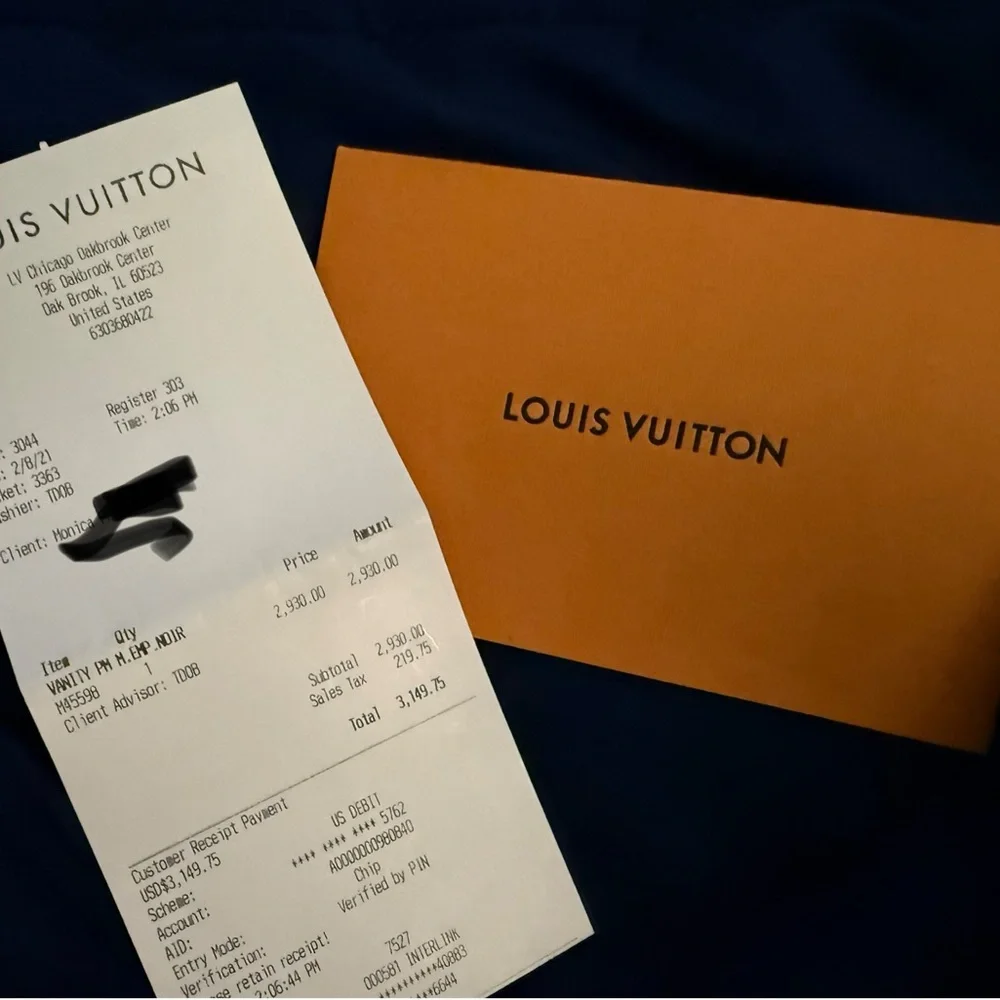 UIS VUITTON
LV Chicago Oakbrook Center
196 Oakbrook Center
Oak Brook, IL 60523
United States
6303680422
Register 303
: 3044 Time: 2:06 PM
: 2/8/21
ket: 3363
shier: TDOB
Client: Monica
Item Qty Price Amount
VANITY PM M.EMP.NOIR 2,930.00 2,930.00
M45598 1
Client Advisor: TDOB
Subtotal 2,930.00
Sales Tax 219.75
Total 3,149.75
Customer Receipt Payment
USD$3,149.75
Scheme: US DEBIT
Account: **** **** **** 5762
AID: A0000000980840
Entry Mode: Chip
Verification: Verified by PIN
se retain receipt!
2:06:44 PM 7527
000581 INTERLINK
*********40883
*6644
LOUIS VUITTON